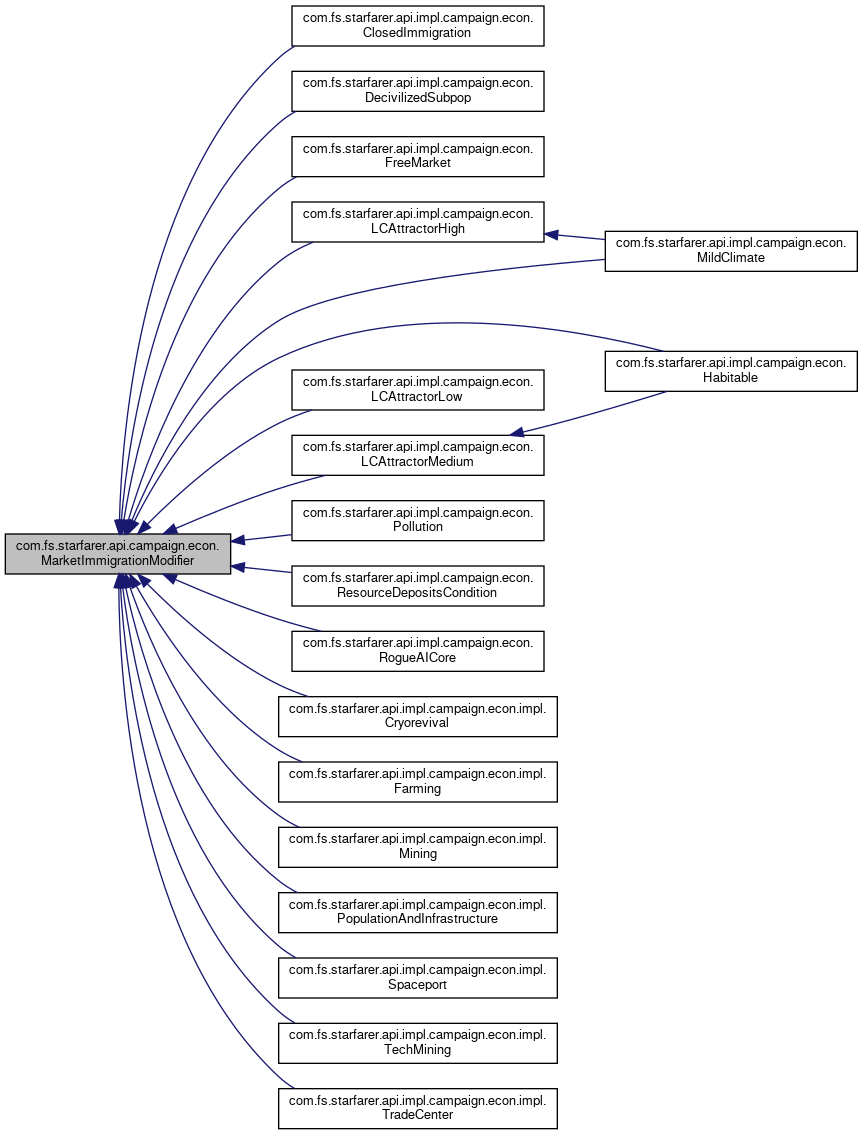 com.fs.starfarer.api.impl.campaign.econ.
ClosedImmigration
com.fs.starfarer.api.impl.campaign.econ.
DecivilizedSubpop
com.fs.starfarer.api.impl.campaign.econ.
FreeMarket
com.fs.starfarer.api.impl.campaign.econ.
LCAttractorHigh
com.fs.starfarer.api.impl.campaign.econ.
MildClimate
com.fs.starfarer.api.impl.campaign.econ.
Habitable
com.fs.starfarer.api.impl.campaign.econ.
LCAttractorLow
com.fs.starfarer.api.impl.campaign.econ.
LCAttractorMedium
com.fs.starfarer.api.impl.campaign.econ.
Pollution
com.fs.starfarer.api.campaign.econ.
MarketImmigrationModifier
com.fs.starfarer.api.impl.campaign.econ.
ResourceDepositsCondition
com.fs.starfarer.api.impl.campaign.econ.
RogueAICore
com.fs.starfarer.api.impl.campaign.econ.impl.
Cryorevival
com.fs.starfarer.api.impl.campaign.econ.impl.
Farming
com.fs.starfarer.api.impl.campaign.econ.impl.
Mining
com.fs.starfarer.api.impl.campaign.econ.impl.
PopulationAndInfrastructure
com.fs.starfarer.api.impl.campaign.econ.impl.
Spaceport
com.fs.starfarer.api.impl.campaign.econ.impl.
TechMining
com.fs.starfarer.api.impl.campaign.econ.impl.
TradeCenter